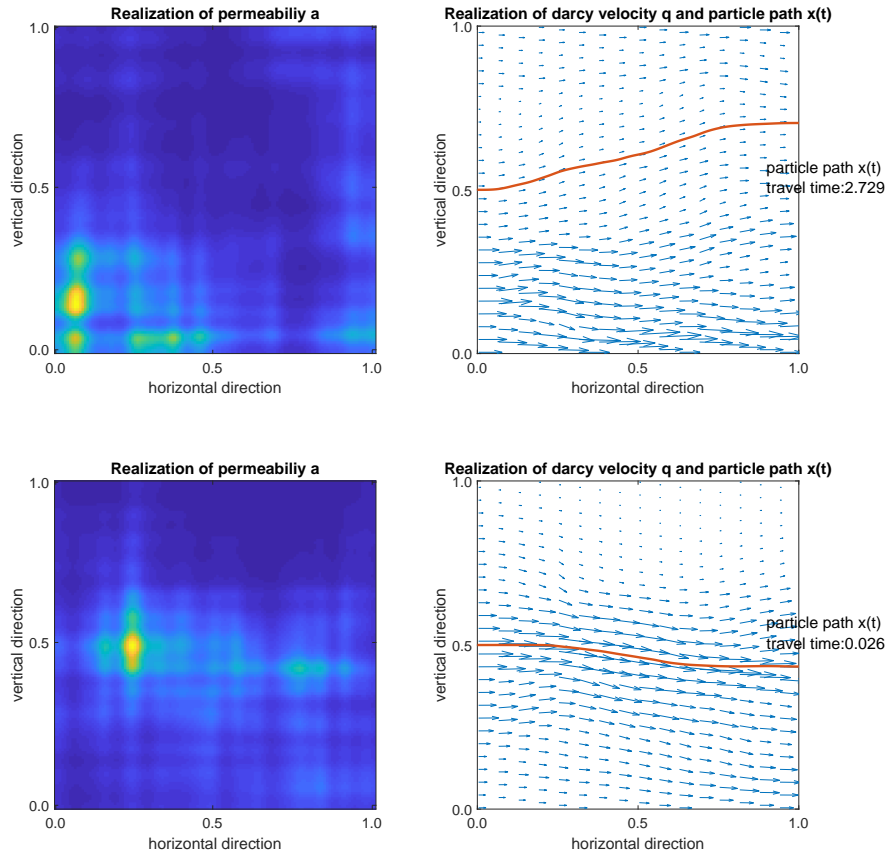 Realization of permeabiliy a
1.0
0.5
0.0
vertical direction
0.0
0.5
1.0
horizontal direction
Realization of darcy velocity q and particle path x(t)
1.0
0.5
0.0
vertical direction
particle path x(t)
travel time:2.729
0.0
0.5
1.0
horizontal direction
Realization of permeabiliy a
1.0
0.5
0.0
vertical direction
0.0
0.5
1.0
horizontal direction
Realization of darcy velocity q and particle path x(t)
1.0
0.5
0.0
vertical direction
particle path x(t)
travel time:0.026
0.0
0.5
1.0
horizontal direction